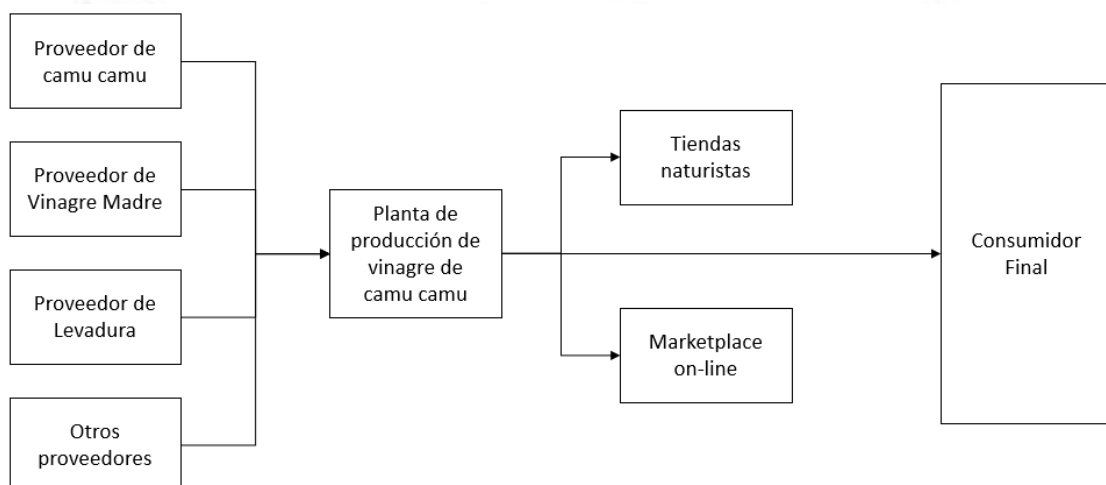 Proveedor de
camu camu
Proveedor de
Vinagre Madre
Proveedor de
Levadura
Otros
proveedores
Planta de
producción de
vinagre de
camu camu
Tiendas
naturistas
Marketplace
on-line
Consumidor
Final